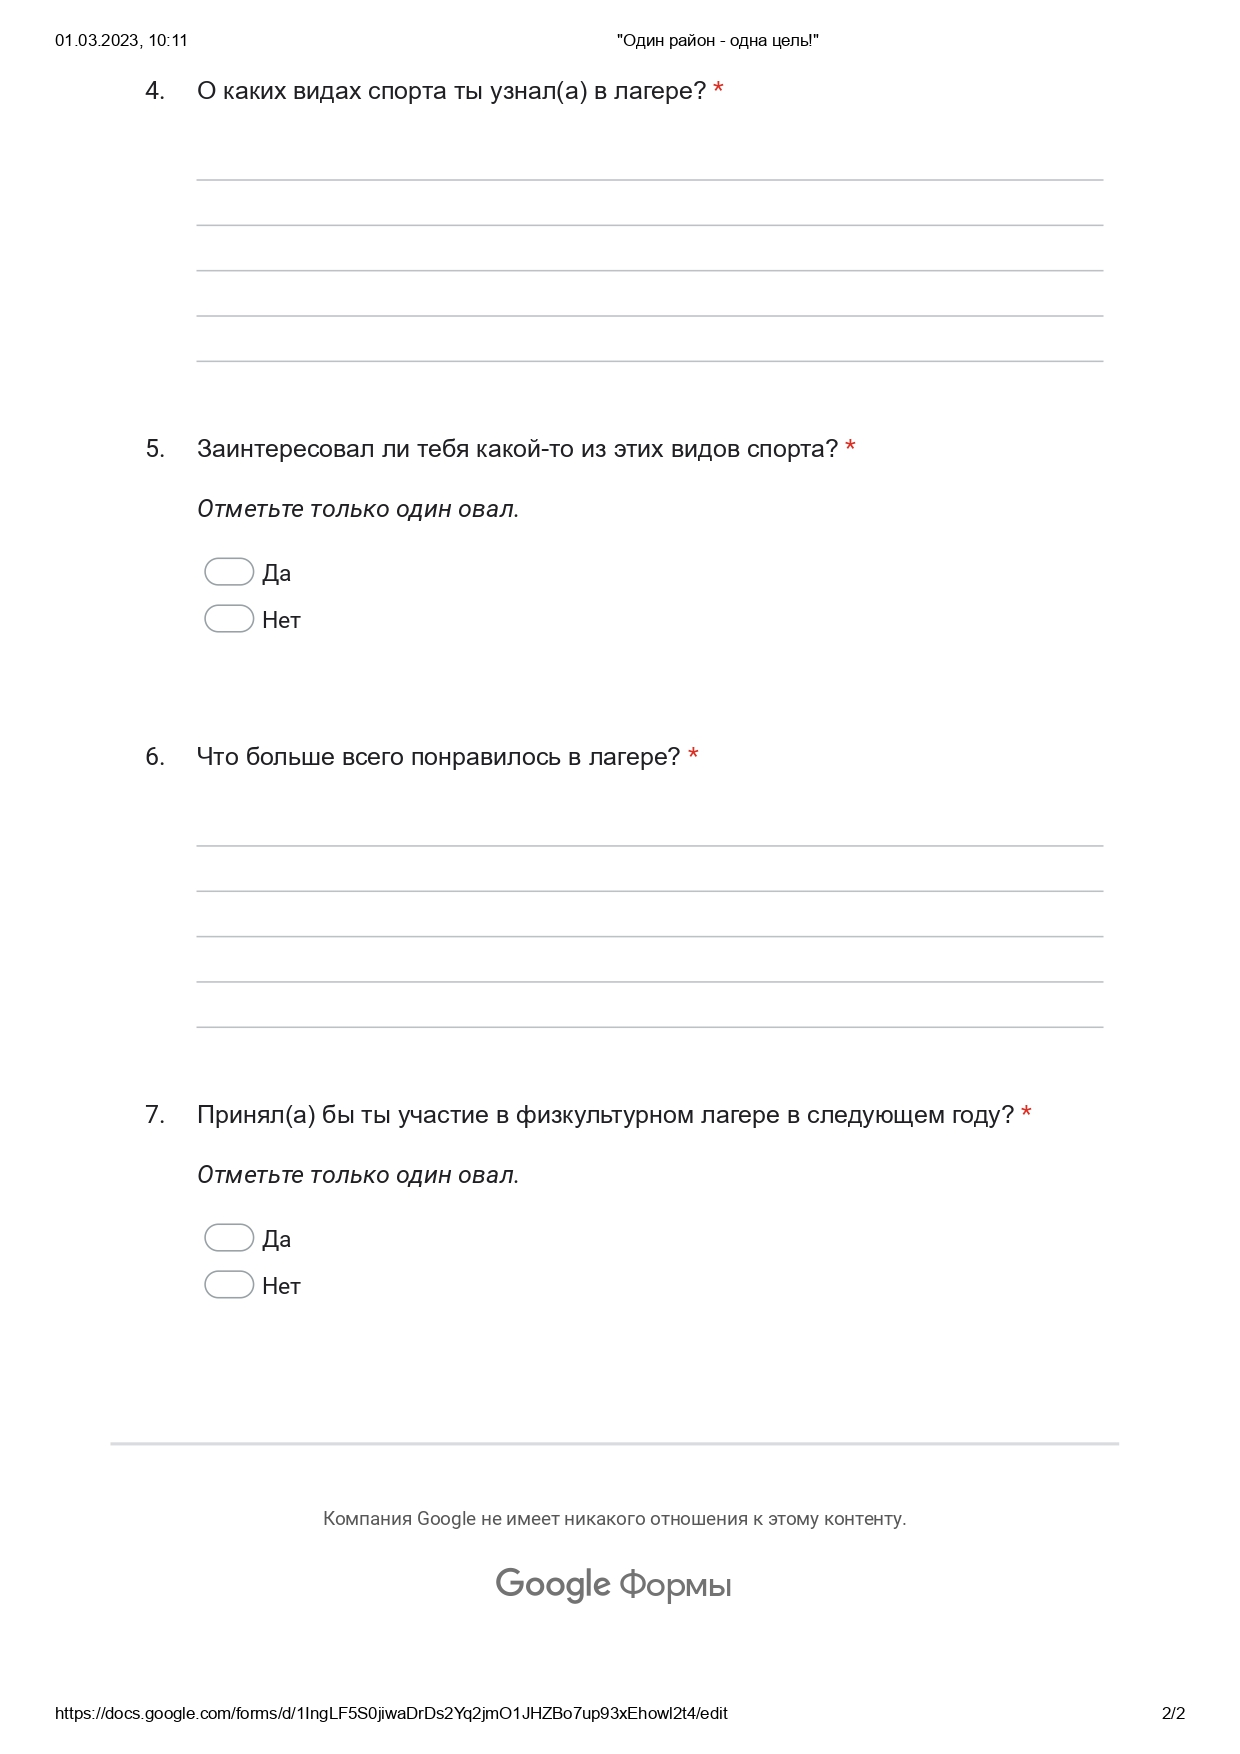 01.03.2023, 10:11 "Один район - одна цель!"
4. О каких видах спорта ты узнал(а) в лагере? *
5. Заинтересовал ли тебя какой-то из этих видов спорта? *
Отметьте только один овал.
Да
Нет
6. Что больше всего понравилось в лагере? *
7. Принял(а) бы ты участие в физкультурном лагере в следующем году? *
Отметьте только один овал.
Да
Нет
Компания Google не имеет никакого отношения к этому контенту.
Google Формы
https://docs.google.com/forms/d/1IngLF5S0jiwaDrDs2Yq2jmO1JHZBo7up93xEhowl2t4/edit 2/2